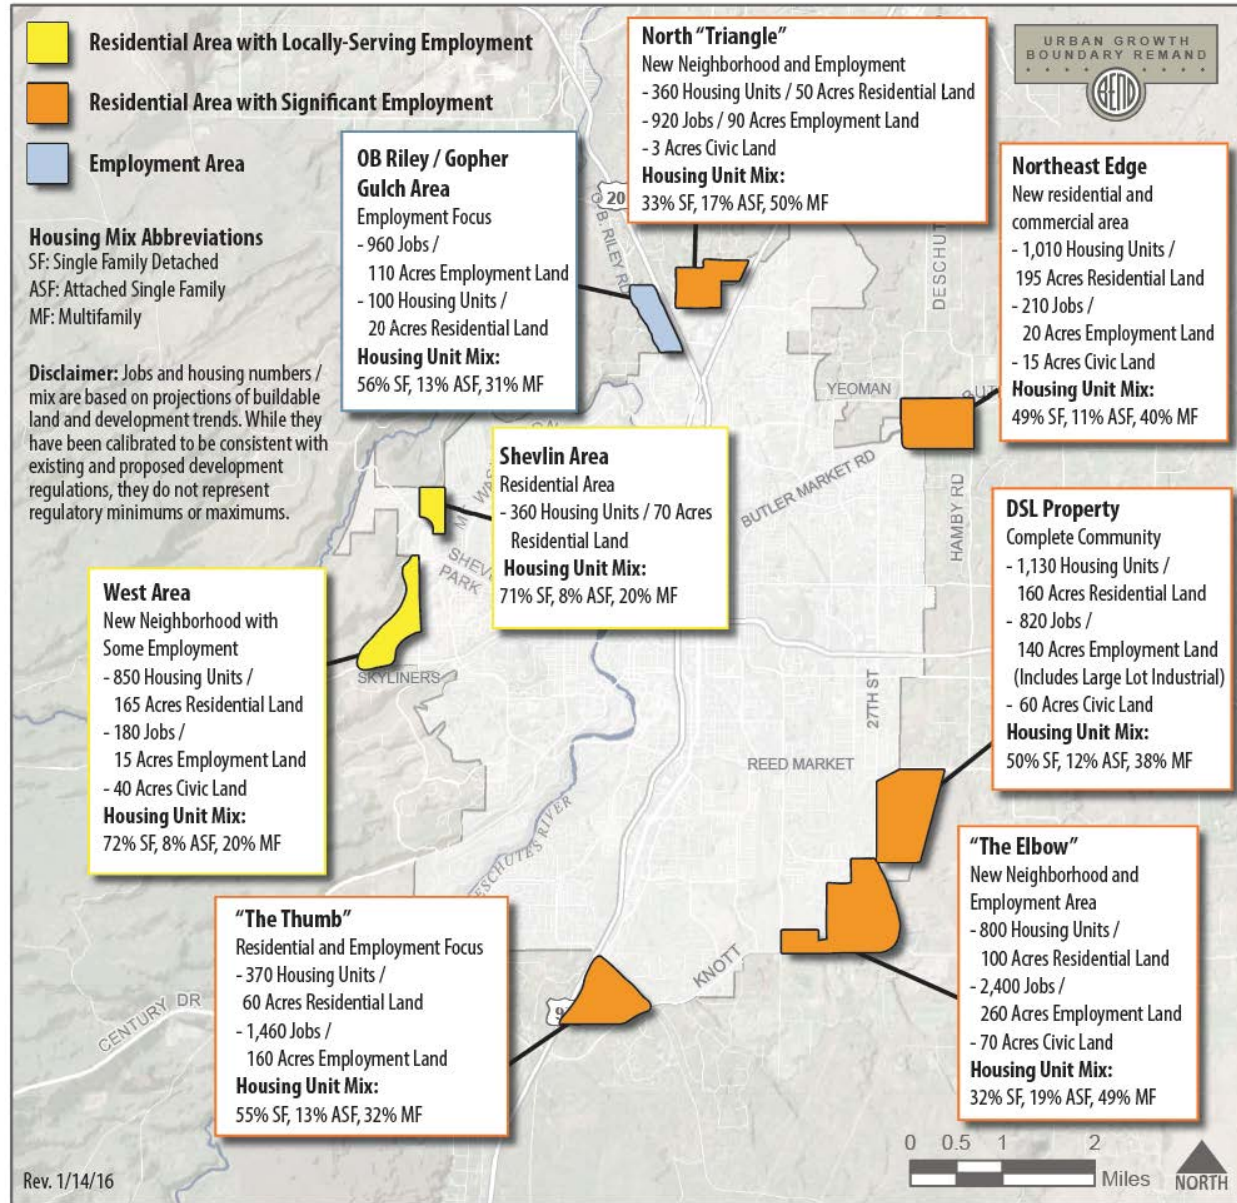 Residential Area with Locally-Serving Employment
Residential Area with Significant Employment
Employment Area
Housing Mix Abbreviations
SF: Single Family Detached
ASF: Attached Single Family
MF: Multifamily
Disclaimer: Jobs and housing numbers /
mix are based on projections of buildable
land and development trends. While they
have been calibrated to be consistent with
existing and proposed development
regulations, they do not represent
regulatory minimums or maximums.
URBAN GROWTH
BOUNDARY REMAND
BEND
North "Triangle"
New Neighborhood and Employment
- 360 Housing Units / 50 Acres Residential Land
- 920 Jobs / 90 Acres Employment Land
- 3 Acres Civic Land
Housing Unit Mix:
33% SF, 17% ASF, 50% MF
OB Riley / Gopher
Gulch Area
Employment Focus
- 960 Jobs /
110 Acres Employment Land
- 100 Housing Units /
20 Acres Residential Land
Housing Unit Mix:
56% SF, 13% ASF, 31% MF
Northeast Edge
New residential and
commercial area
- 1,010 Housing Units /
195 Acres Residential Land
- 210 Jobs /
20 Acres Employment Land
- 15 Acres Civic Land
Housing Unit Mix:
49% SF, 11% ASF, 40% MF
Shevlin Area
Residential Area
- 360 Housing Units / 70 Acres
Residential Land
Housing Unit Mix:
71% SF, 8% ASF, 20% MF
DSL Property
Complete Community
- 1,130 Housing Units /
160 Acres Residential Land
- 820 Jobs /
140 Acres Employment Land
(Includes Large Lot Industrial)
- 60 Acres Civic Land
Housing Unit Mix:
50% SF, 12% ASF, 38% MF
West Area
New Neighborhood with
Some Employment
- 850 Housing Units /
165 Acres Residential Land
- 180 Jobs /
15 Acres Employment Land
- 40 Acres Civic Land
Housing Unit Mix:
72% SF, 8% ASF, 20% MF
"The Elbow"
New Neighborhood and
Employment Area
- 800 Housing Units /
100 Acres Residential Land
- 2,400 Jobs /
260 Acres Employment Land
- 70 Acres Civic Land
Housing Unit Mix:
32% SF, 19% ASF, 49% MF
"The Thumb"
Residential and Employment Focus
- 370 Housing Units /
60 Acres Residential Land
- 1,460 Jobs /
160 Acres Employment Land
Housing Unit Mix:
55% SF, 13% ASF, 32% MF
20
O.B. RILEY RD
DESCHUT
YEOMAN
BUT
BUTLER MARKET RD
HAMBY RD
MT WAS
SHEV
PARK
SKYLINERS
27TH ST
REED MARKET
ESCHUTES RIVER
KNOTT
CENTURY DR
9
0 0.5 1 2
Miles
NORTH
Rev. 1/14/16